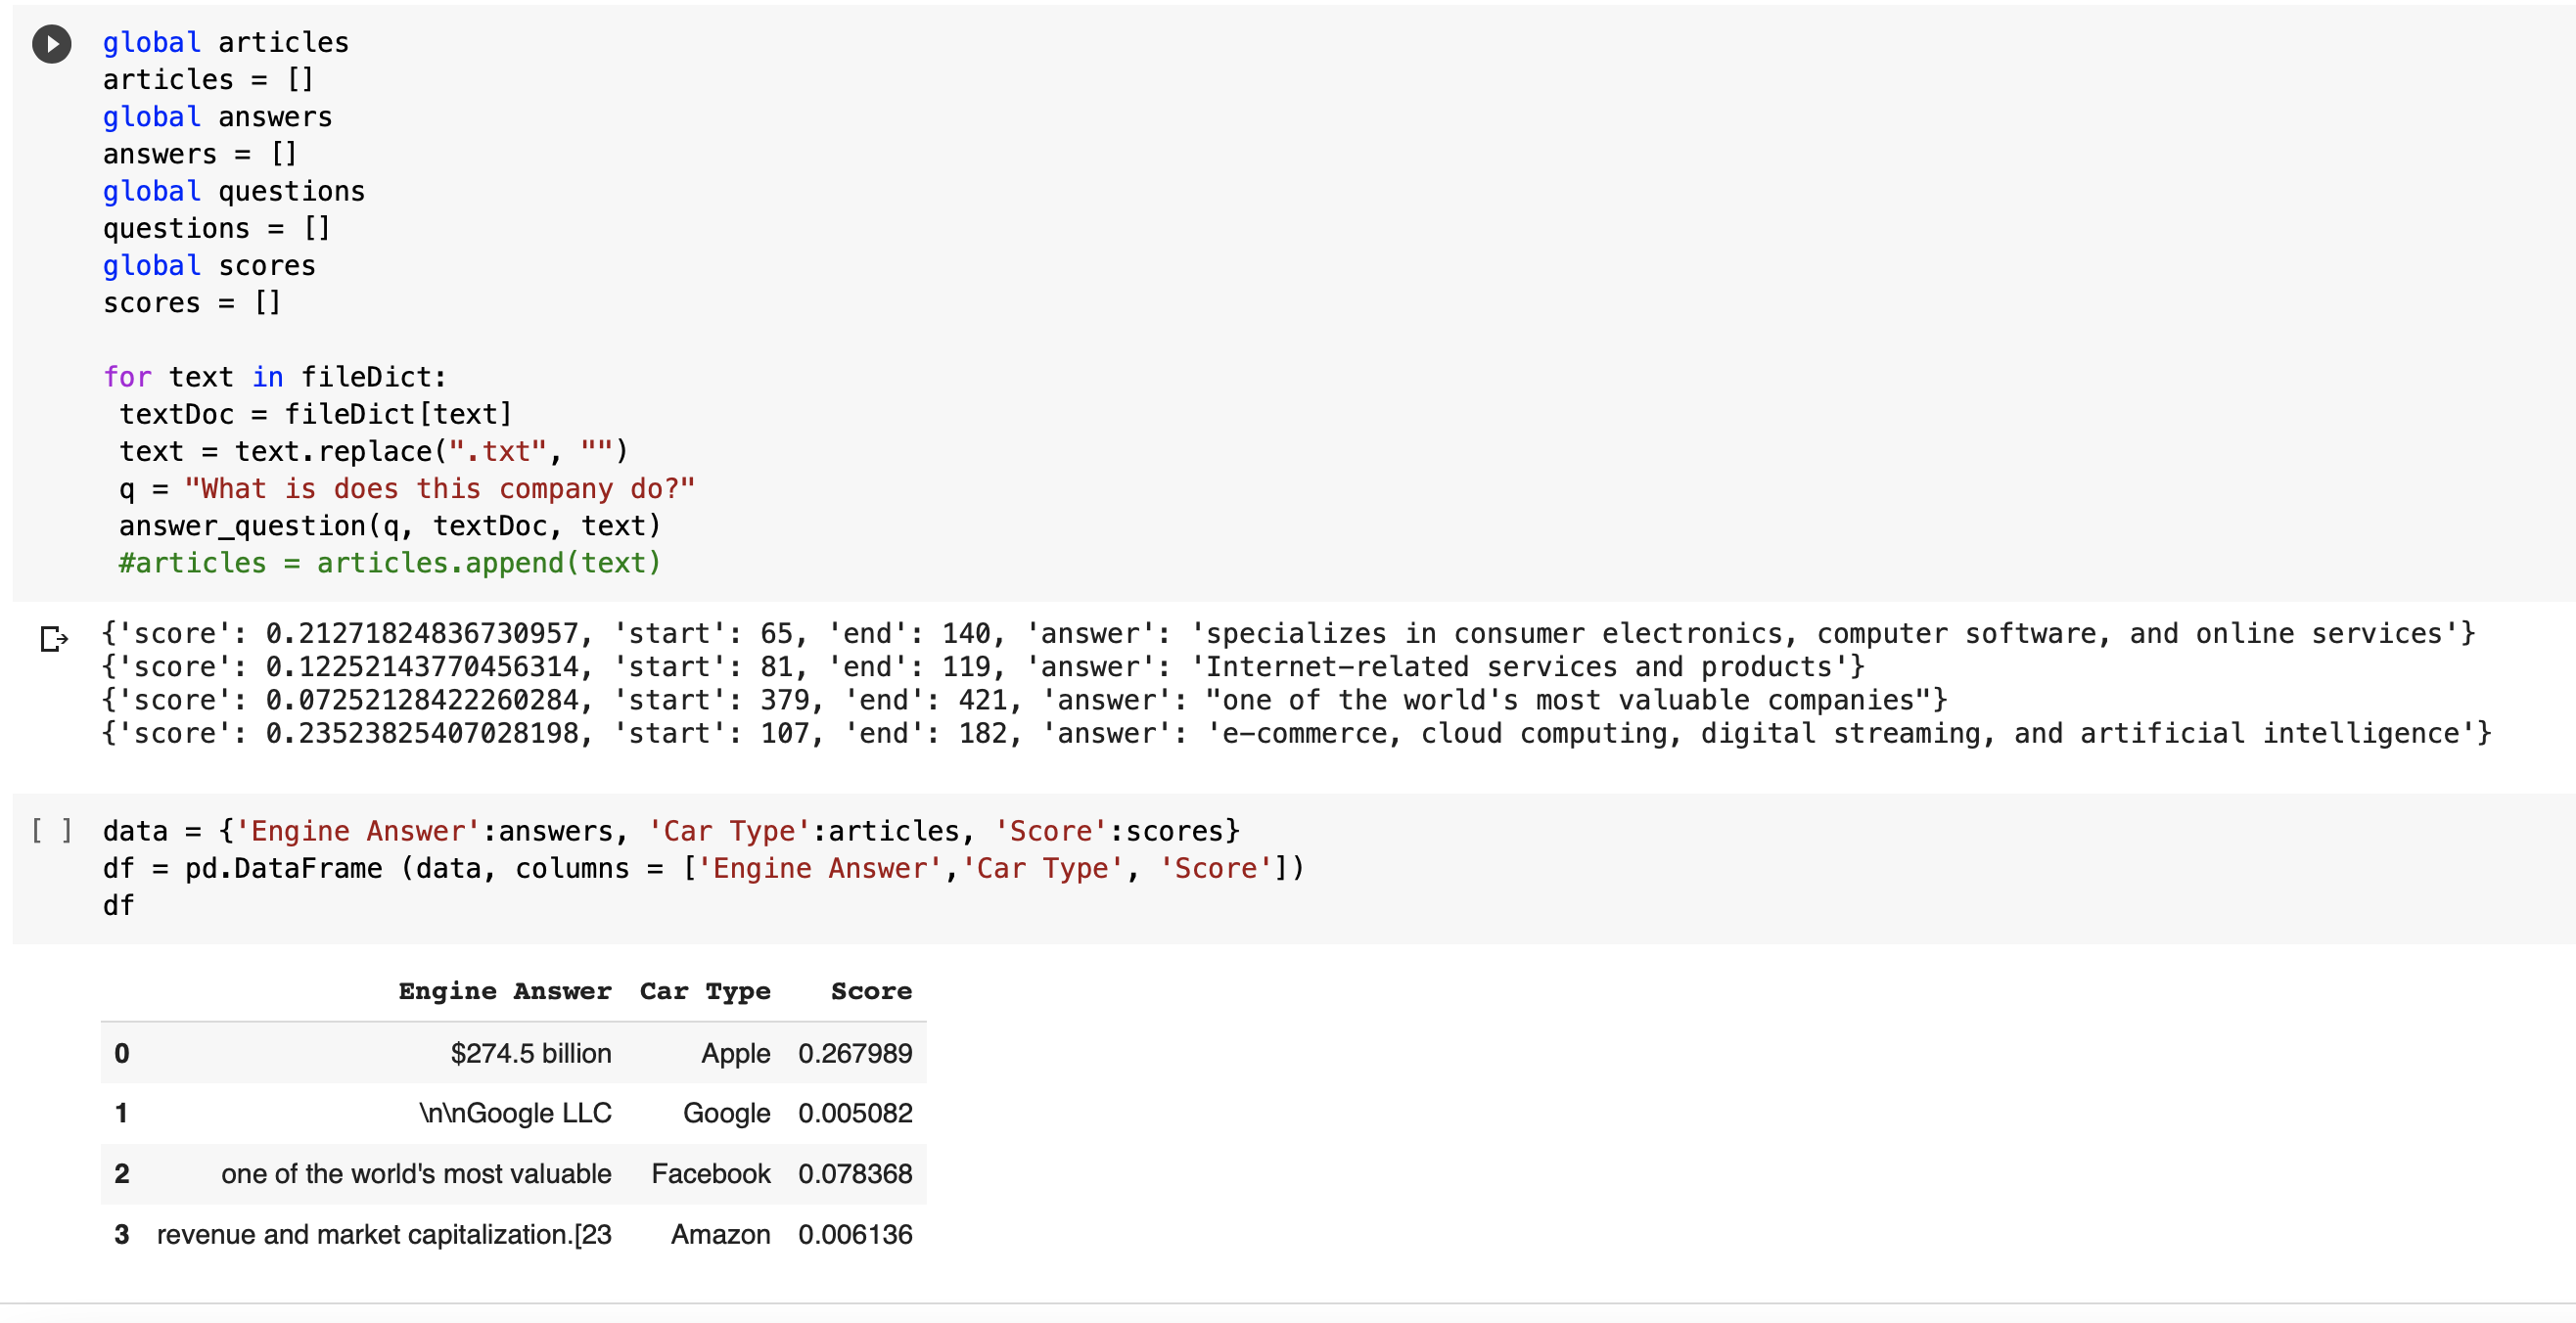 global articles
articles = []
global answers
answers = []
global questions
questions = []
global scores
scores = []
for text in fileDict:
 textDoc = fileDict[text]
 text = text.replace(".txt", "")
 q = "What is does this company do?"
 answer_question(q, textDoc, text)
 #articles = articles.append(text)
{'score': 0.21271824836730957, 'start': 65, 'end': 140, 'answer': 'specializes in consumer electronics, computer software, and online services'}
{'score': 0.12252143770456314, 'start': 81, 'end': 119, 'answer': 'Internet-related services and products'}
{'score': 0.07252128422260284, 'start': 379, 'end': 421, 'answer': "one of the world's most valuable companies"}
{'score': 0.23523825407028198, 'start': 107, 'end': 182, 'answer': 'e-commerce, cloud computing, digital streaming, and artificial intelligence'}
[ ] data = {'Engine Answer':answers, 'Car Type':articles, 'Score':scores}
df = pd.DataFrame (data, columns = ['Engine Answer','Car Type', 'Score'])
df
Engine Answer Car Type Score
0 $274.5 billion Apple 0.267989
1 \n\nGoogle LLC Google 0.005082
2 one of the world's most valuable Facebook 0.078368
3 revenue and market capitalization.[23 Amazon 0.006136